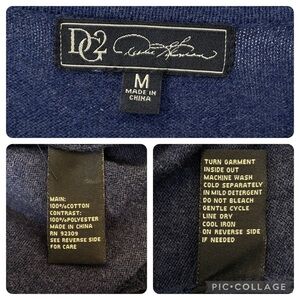 DG2
M
MADE IN
CHINA
MAIN:
100%COTTON
CONTRAST:
100%POLYESTER
MADE IN CHINA
RN 92309
SEE REVERSE SIDE
FOR CARE
TURN GARMENT
INSIDE OUT
MACHINE WASH
COLD SEPARATELY
IN MILD DETERGENT
DO NOT BLEACH
GENTLE CYCLE
LINE DRY
COOL IRON
ON REVERSE SIDE
IF NEEDED
PIC•COLLAGE